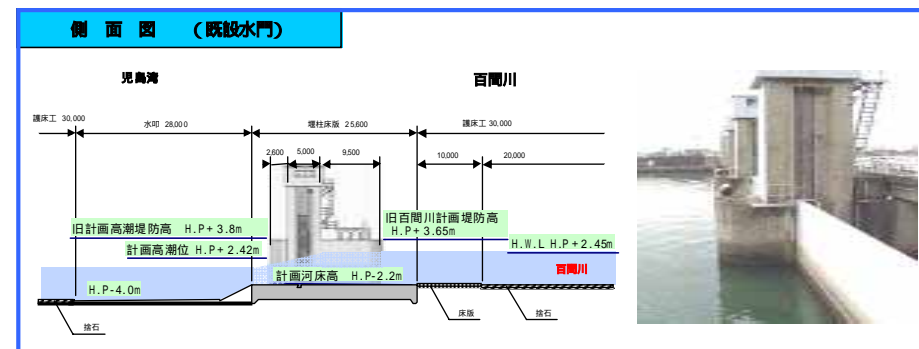 側 面 図 (既設水門)
児島湾 百間川
護床工 30,000 水叩 28,000 堰柱床版 25,600 護床工 30,000
2,600 5,000 9,500 10,000 20,000
旧計画高潮堤防高 H.P+3.8m
旧百間川計画堤防高
H.P+3.65m
計画高潮位 H.P+2.42m
H.W.L H.P+2.45m
百間川
計画河床高 H.P-2.2m
H.P-4.0m
捨石 床版 捨石